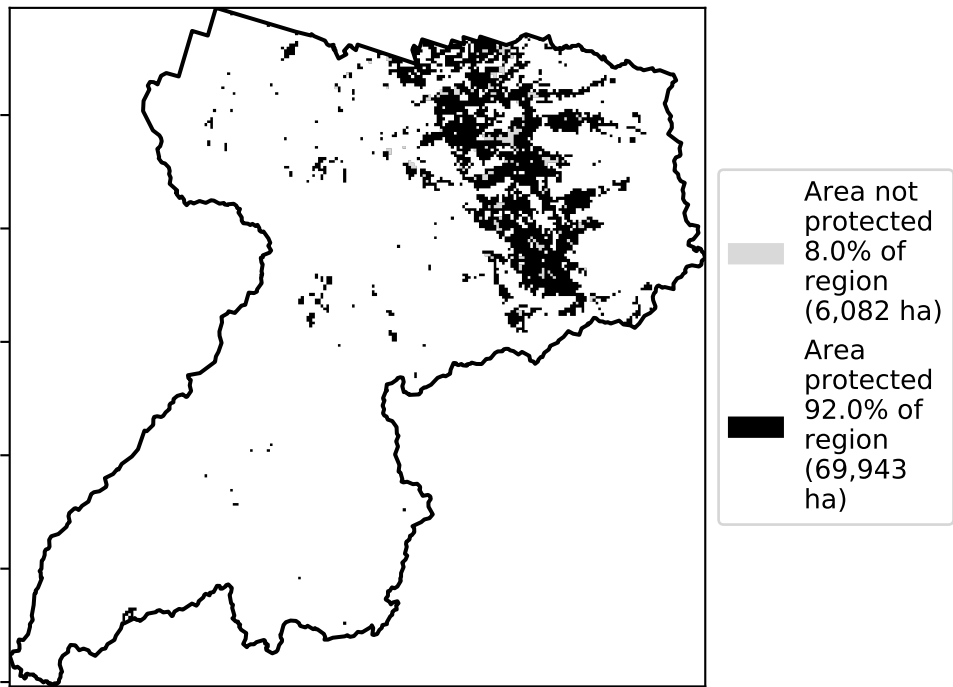 Area not
protected
8.0% of
region
(6,082 ha)
Area
protected
92.0% of
region
(69,943
ha)